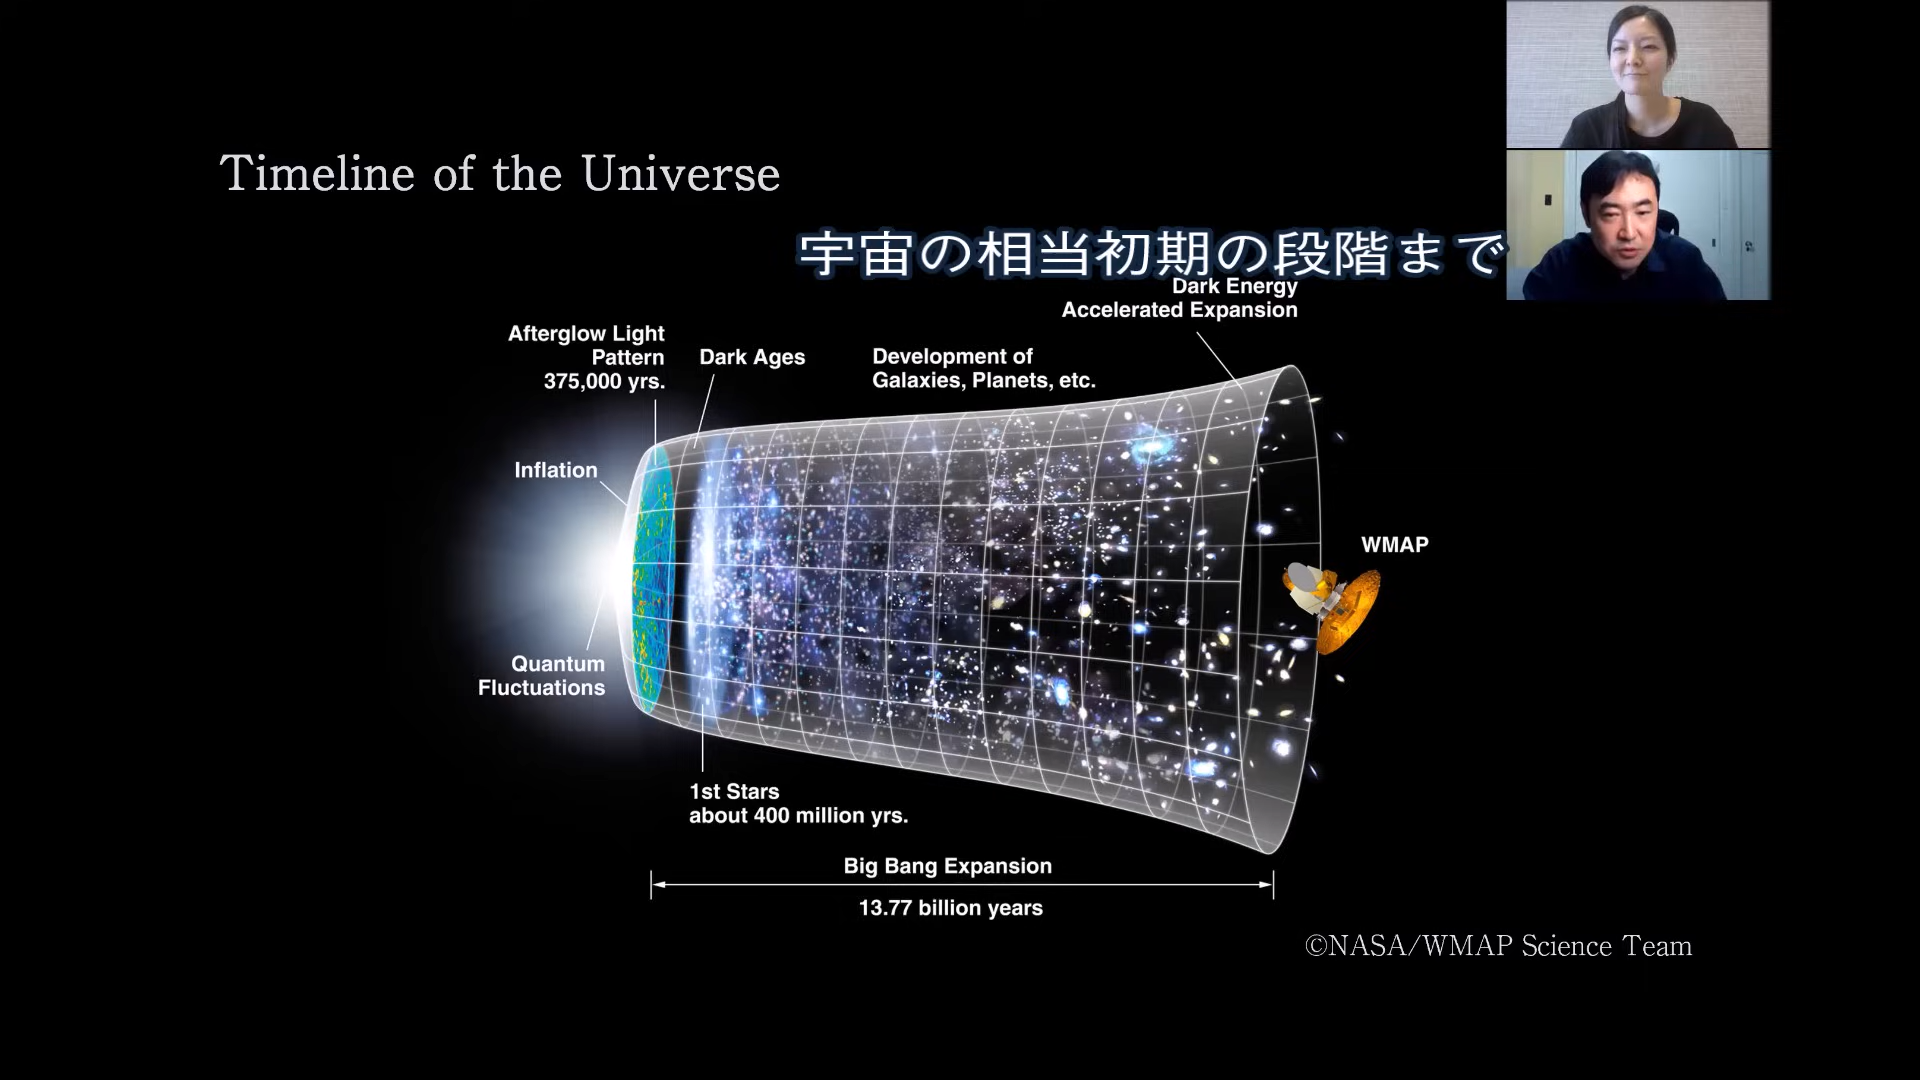 Timeline of the Universe
宇宙の相当初期の段階まで
Dark Energy
Accelerated Expansion
Afterglow Light
Pattern
375,000 yrs.
Dark Ages
Development of
Galaxies, Planets, etc.
Inflation
WMAP
Quantum
Fluctuations
1st Stars
about 400 million yrs.
Big Bang Expansion
13.77 billion years
©NASA/WMAP Science Team